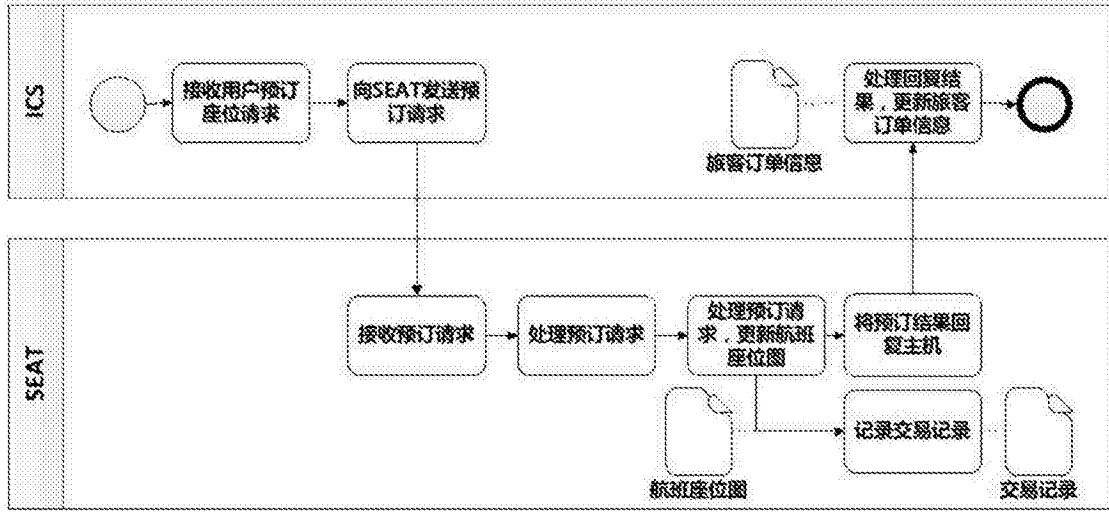 ICS
接收用户预订
座位请求
向SEAT发送预
订请求
旅客订单信息
处理回复结
果，更新旅客
订单信息
SEAT
接收预订请求
处理预订请求
处理预订请
求，更新航班
座位图
将预订结果回
复主机
航班座位图
记录交易记录
交易记录